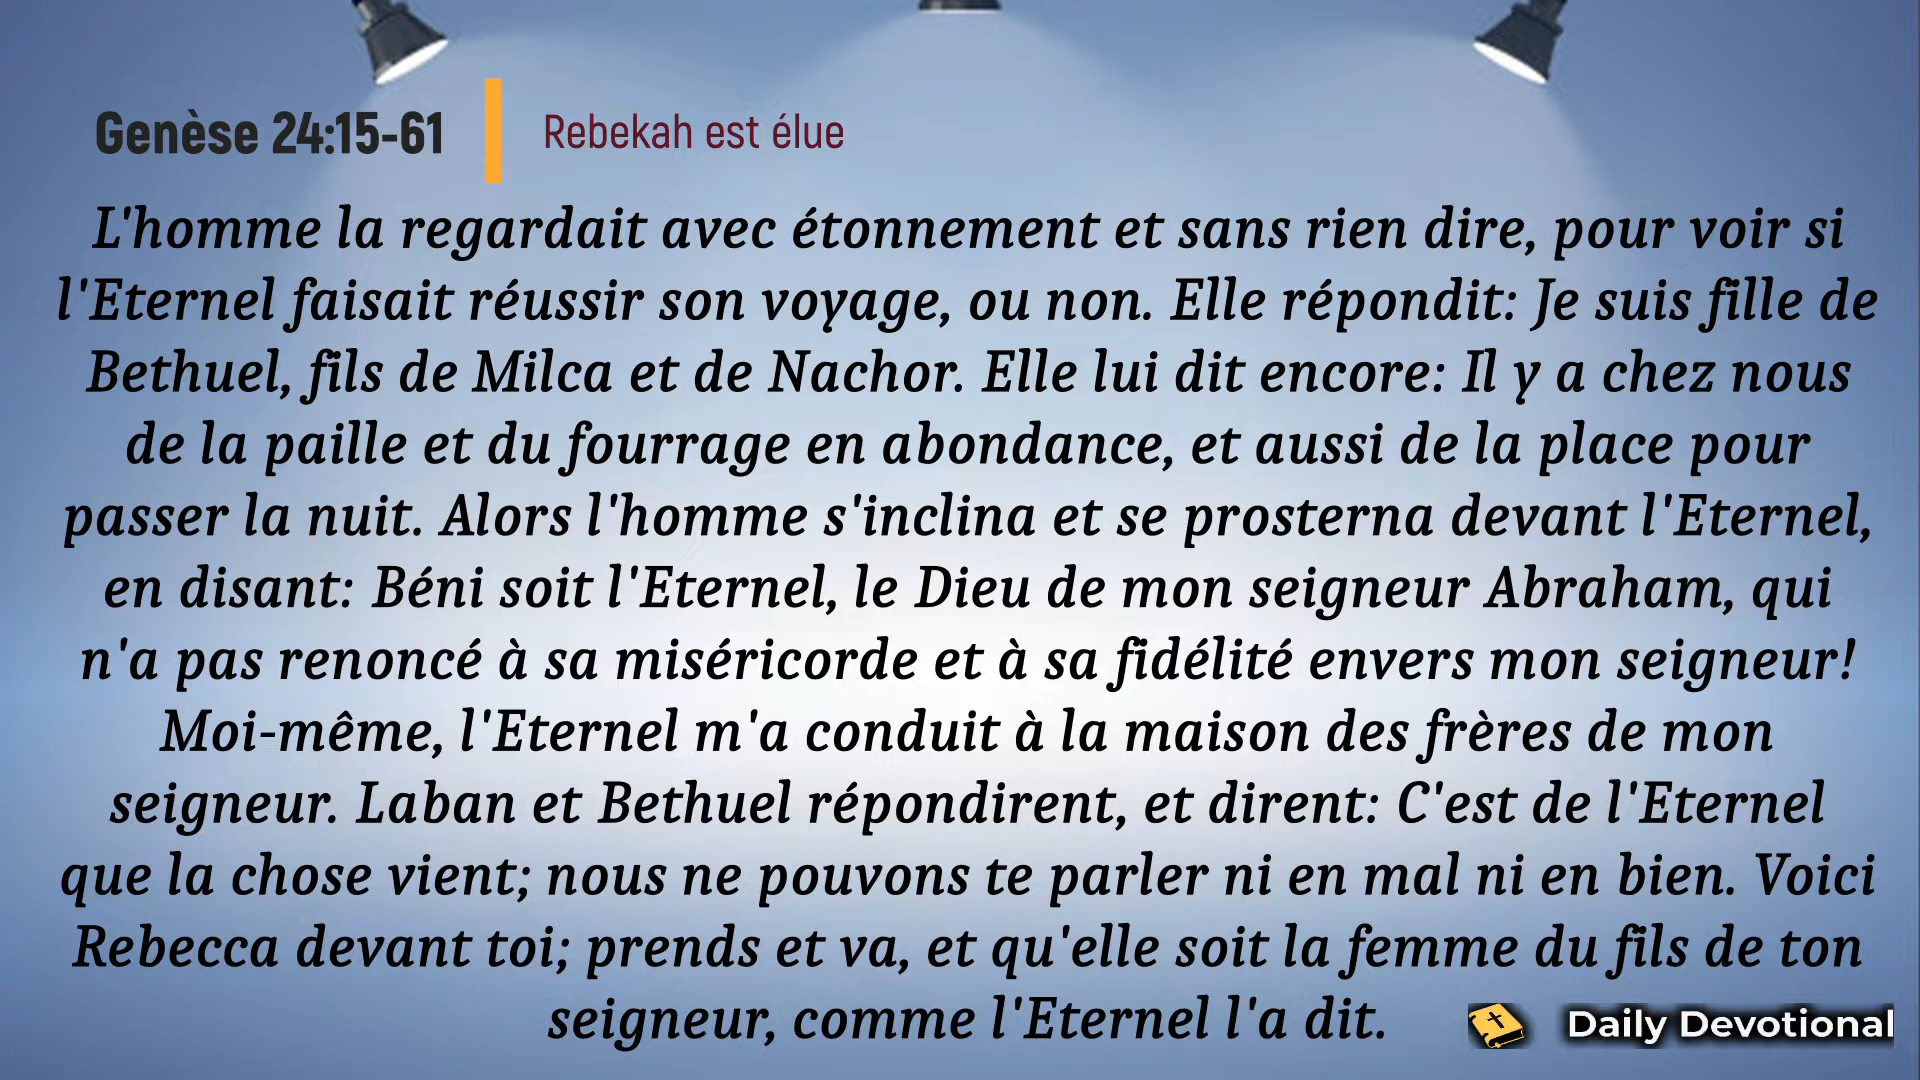 Genèse 24:15-61
Rebekah est élue
L'homme la regardait avec étonnement et sans rien dire, pour voir si
l'Eternel faisait réussir son voyage, ou non. Elle répondit: Je suis fille de
Bethuel, fils de Milca et de Nachor. Elle lui dit encore: Il y a chez nous
de la paille et du fourrage en abondance, et aussi de la place pour
passer la nuit. Alors l'homme s'inclina et se prosterna devant l'Eternel,
en disant: Béni soit l'Eternel, le Dieu de mon seigneur Abraham, qui
n'a pas renoncé à sa miséricorde et à sa fidélité envers mon seigneur!
Moi-même, l'Eternel m'a conduit à la maison des frères de mon
seigneur. Laban et Bethuel répondirent, et dirent: C'est de l'Eternel
que la chose vient; nous ne pouvons te parler ni en mal ni en bien. Voici
Rebecca devant toi; prends et va, et qu'elle soit la femme du fils de ton
seigneur, comme l'Eternel l'a dit.
Daily Devotional